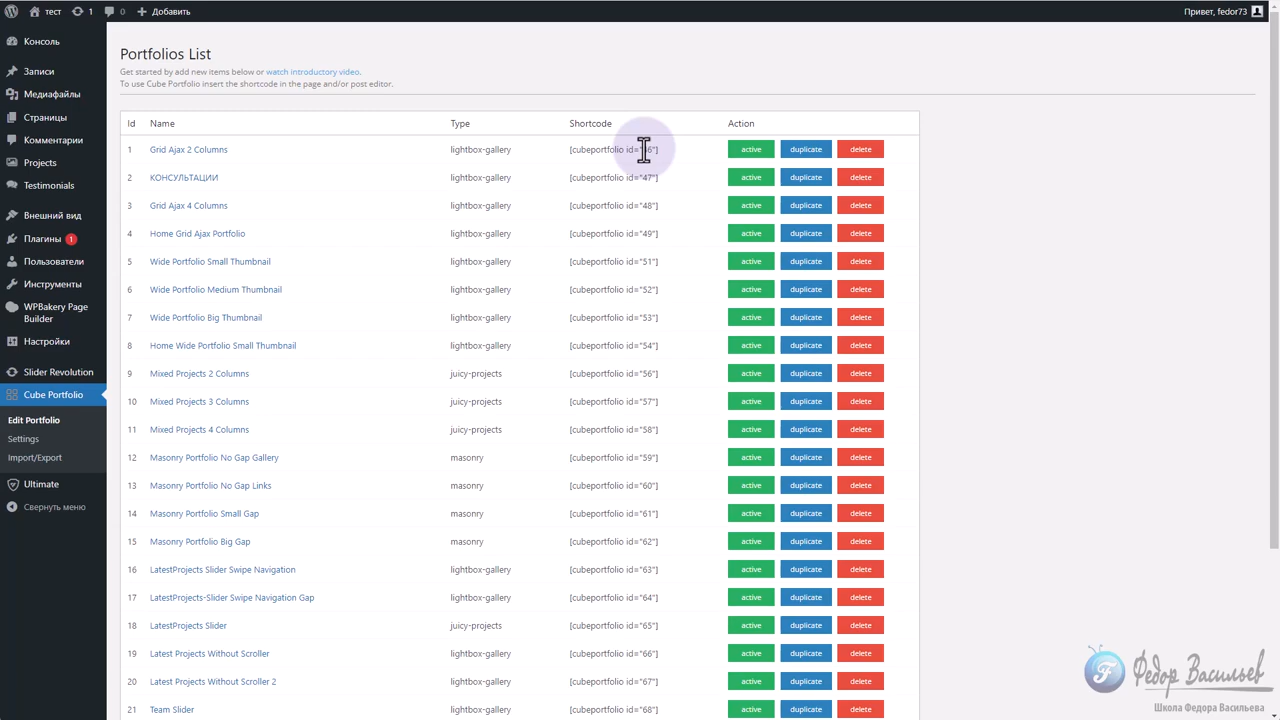 тест 1 0 Добавить Привет, fedor73
Консоль
Записи
Медиафайлы
Страницы
Комментарии
Projects
Testimonials
Внешний вид
Плагины 1
Пользователи
Инструменты
WPBakery Page
Builder
Настройки
Slider Revolution
Cube Portfolio
Edit Portfolio
Settings
Import/Export
Ultimate
Свернуть меню
Portfolios List
Get started by add new items below or watch introductory video.
To use Cube Portfolio insert the shortcode in the page and/or post editor.
Id Name Type Shortcode Action
1 Grid Ajax 2 Columns lightbox-gallery [cubeportfolio active duplicate delete
2 КОНСУЛЬТАЦИИ lightbox-gallery [cubeportfolio id="47"] active duplicate delete
3 Grid Ajax 4 Columns lightbox-gallery [cubeportfolio id="48"] active duplicate delete
4 Home Grid Ajax Portfolio lightbox-gallery [cubeportfolio id="49"] active duplicate delete
5 Wide Portfolio Small Thumbnail lightbox-gallery [cubeportfolio id="51"] active duplicate delete
6 Wide Portfolio Medium Thumbnail lightbox-gallery [cubeportfolio id="52"] active duplicate delete
7 Wide Portfolio Big Thumbnail lightbox-gallery [cubeportfolio id="53"] active duplicate delete
8 Home Wide Portfolio Small Thumbnail lightbox-gallery [cubeportfolio id="54"] active duplicate delete
9 Mixed Projects 2 Columns juicy-projects [cubeportfolio id="56"] active duplicate delete
10 Mixed Projects 3 Columns juicy-projects [cubeportfolio id="57"] active duplicate delete
11 Mixed Projects 4 Columns juicy-projects [cubeportfolio id="58"] active duplicate delete
12 Masonry Portfolio No Gap Gallery masonry [cubeportfolio id="59"] active duplicate delete
13 Masonry Portfolio No Gap Links masonry [cubeportfolio id="60"] active duplicate delete
14 Masonry Portfolio Small Gap masonry [cubeportfolio id="61"] active duplicate delete
15 Masonry Portfolio Big Gap masonry [cubeportfolio id="62"] active duplicate delete
16 LatestProjects Slider Swipe Navigation lightbox-gallery [cubeportfolio id="63"] active duplicate delete
17 LatestProjects-Slider Swipe Navigation Gap lightbox-gallery [cubeportfolio id="64"] active duplicate delete
18 LatestProjects Slider juicy-projects [cubeportfolio id="65"] active duplicate delete
19 Latest Projects Without Scroller lightbox-gallery [cubeportfolio id="66"] active duplicate delete
20 Latest Projects Without Scroller 2 lightbox-gallery [cubeportfolio id="67"] active duplicate delete
21 Team Slider lightbox-gallery [cubeportfolio id="68"] active duplicate delete
Федор Васильев
Школа Федора Васильева